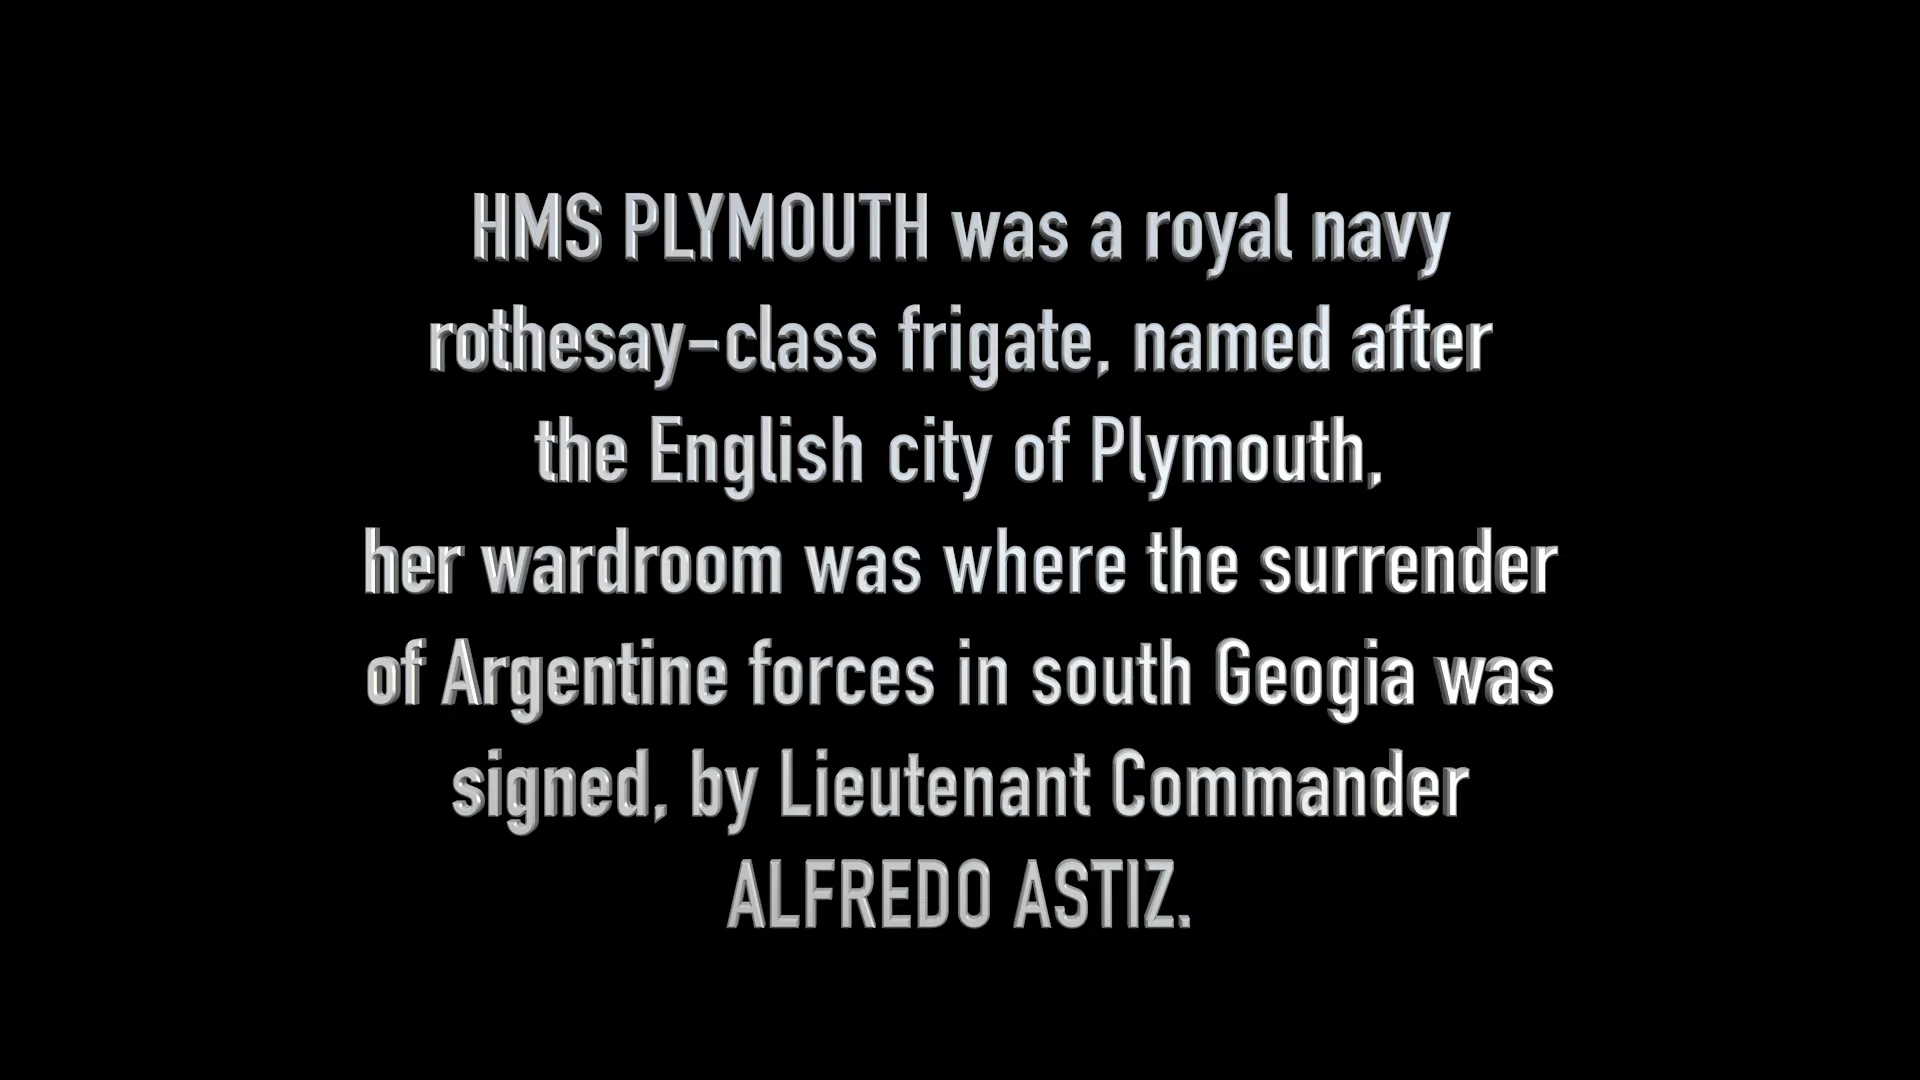 HMS PLYMOUTH was a royal navy
rothesay-class frigate, named after
the English city of Plymouth,
her wardroom was where the surrender
of Argentine forces in south Geogia was
signed, by Lieutenant Commander
ALFREDO ASTIZ.